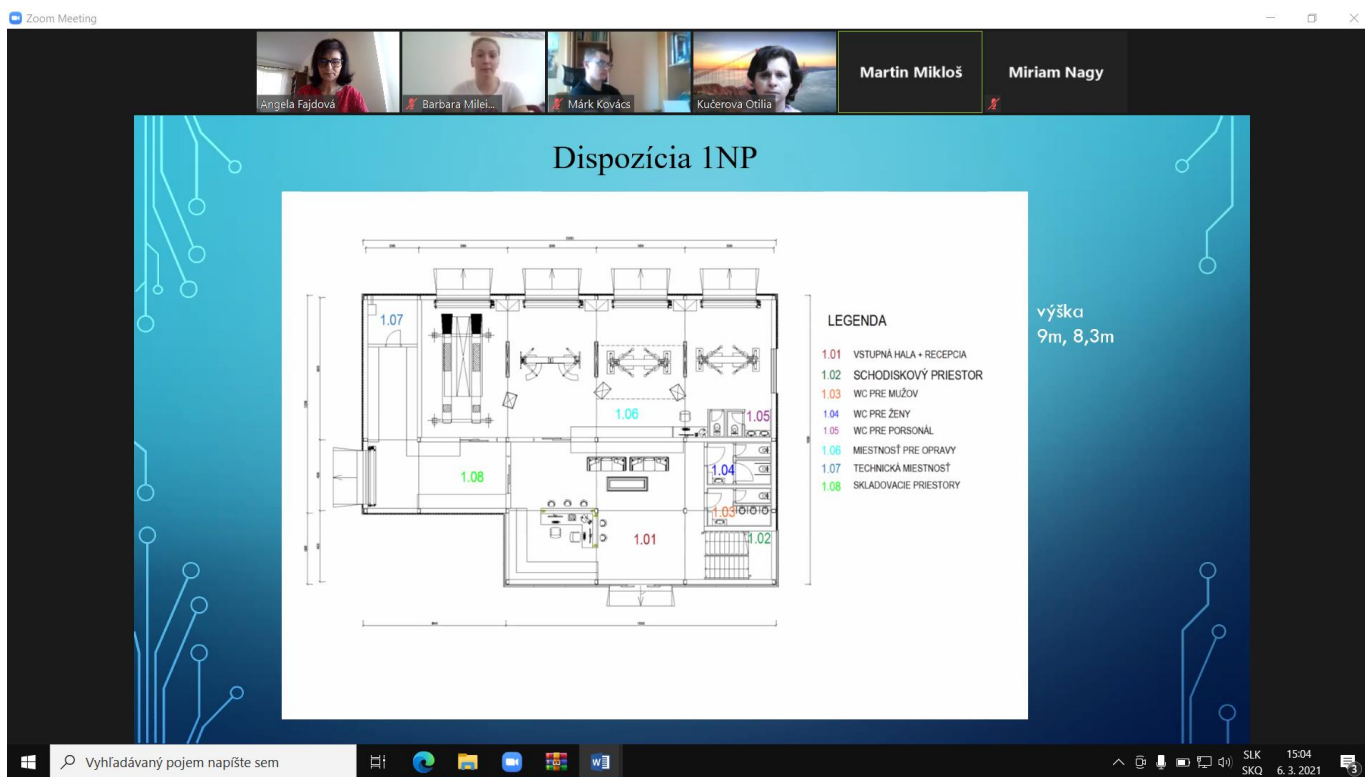 Zoom Meeting
Angela Fajdová
Barbara Milei...
Márk Kovács
Kučerova Otilia
Martin Mikloš
Miriam Nagy
Dispozícia 1NP
výška
9m, 8,3m
LEGENDA
1.01 VSTUPNÁ HALA + RECEPCIA
1.02 SCHODISKOVÝ PRIESTOR
1.03 WC PRE MUŽOV
1.04 WC PRE ŽENY
1.05 WC PRE PORSONÁL
1.06 MIESTNOSŤ PRE OPRAVY
1.07 TECHNICKÁ MIESTNOSŤ
1.08 SKLADOVACIE PRIESTORY
1.07
1.06
1.05
1.04
1.08
1.03
1.01
1.02
Vyhľadávaný pojem napíšte sem
SLK
SKQ
15:04
6. 3. 2021
3